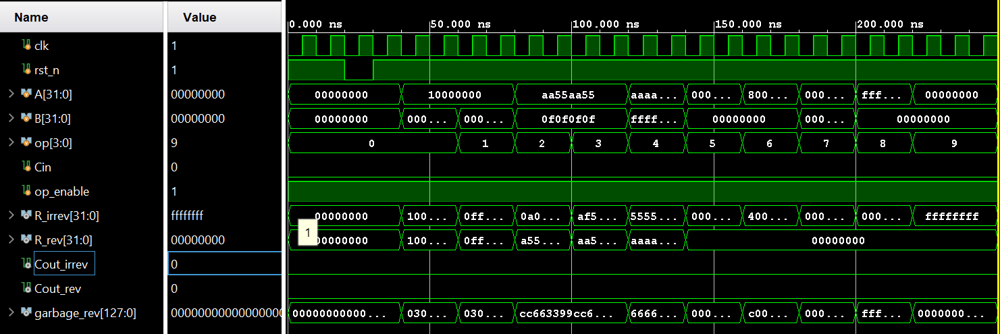 Name Value
0.000 ns 50.000 ns 100.000 ns 150.000 ns 200.000 ns
clk 1
rst_n 1
A[31:0] 00000000 00000000 10000000 aa55aa55 aaaa... 000... 800... 000... fff... 00000000
B[31:0] 00000000 00000000 000... 000... 0f0f0f0f ffff... 00000000 000... 00000000
op[3:0] 9 0 1 2 3 4 5 6 7 8 9
Cin 0
op_enable 1
R_irrev[31:0] ffffffff 00000000 100... 0ff... 0a0... af5... 5555... 000... 400... 000... 000... ffffffff
1
R_rev[31:0] 00000000 00000000 100... 0ff... a55... aa5... aaaa... 00000000
Cout_irrev 0
Cout_rev 0
garbage_rev[127:0] 00000000000000000 00000000000... 030... 030... cc663399cc6... 6666... 000... c00... 000... fff... 0000000...